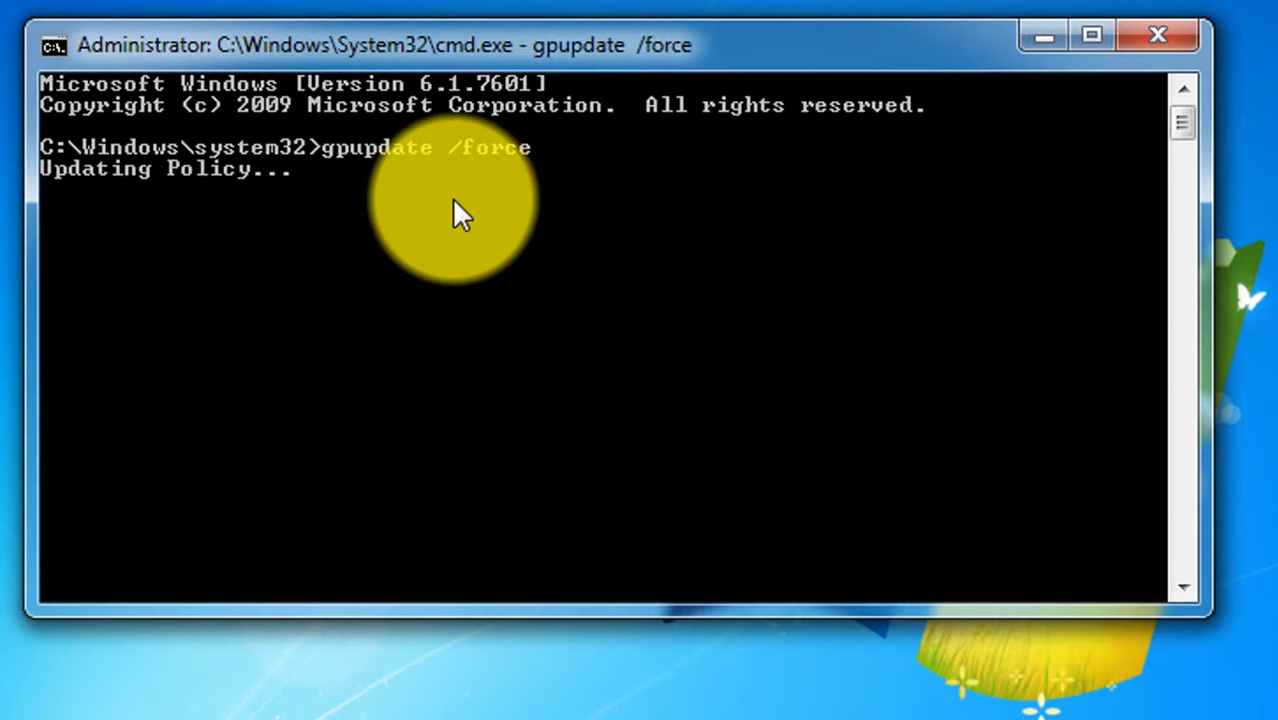 Administrator: C:\Windows\System32\cmd.exe - gpupdate  /force
Microsoft Windows [Version 6.1.7601]
Copyright (c) 2009 Microsoft Corporation.  All rights reserved.
C:\Windows\system32>gpupdate /force
Updating Policy...